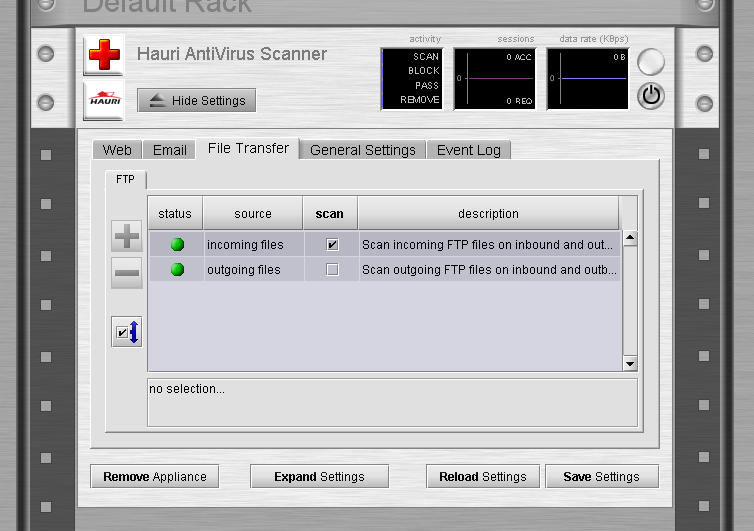 Default Rack
Hauri AntiVirus Scanner
HAURI
Hide Settings
activity
SCAN
BLOCK
PASS
REMOVE
sessions
0 ACC
0
0 REQ
data rate (KBps)
0 B
0
Web Email File Transfer General Settings Event Log
FTP
status source scan description
incoming files Scan incoming FTP files on inbound and out...
outgoing files Scan outgoing FTP files on inbound and outb...
no selection...
Remove Appliance Expand Settings Reload Settings Save Settings